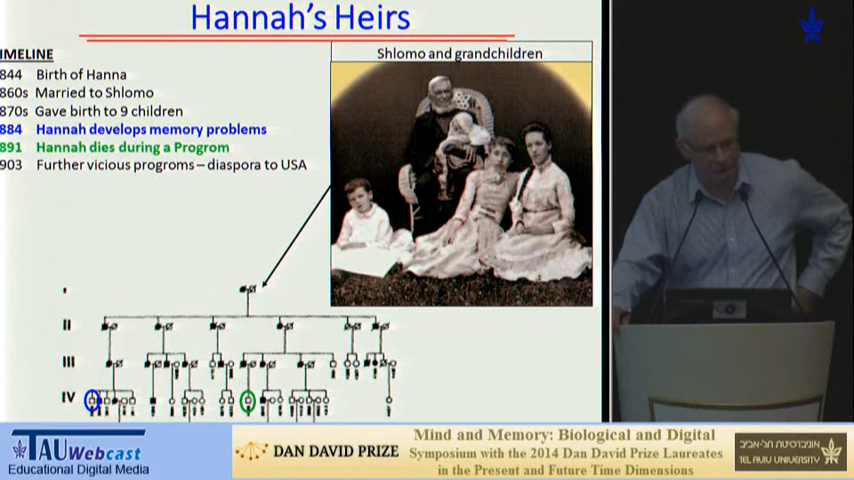 Hannah's Heirs
IMELINE
844 Birth of Hanna
860s Married to Shlomo
870s Gave birth to 9 children
884 Hannah develops memory problems
891 Hannah dies during a Progrom
903 Further vicious progroms – diaspora to USA
Shlomo and grandchildren
I
II
III
IV
TAU Webcast
Educational Digital Media
DAN DAVID PRIZE
Mind and Memory: Biological and Digital
Symposium with the 2014 Dan David Prize Laureates
in the Present and Future Time Dimensions
אוניברסיטת תל-אביב
TEL AVIV UNIVERSITY